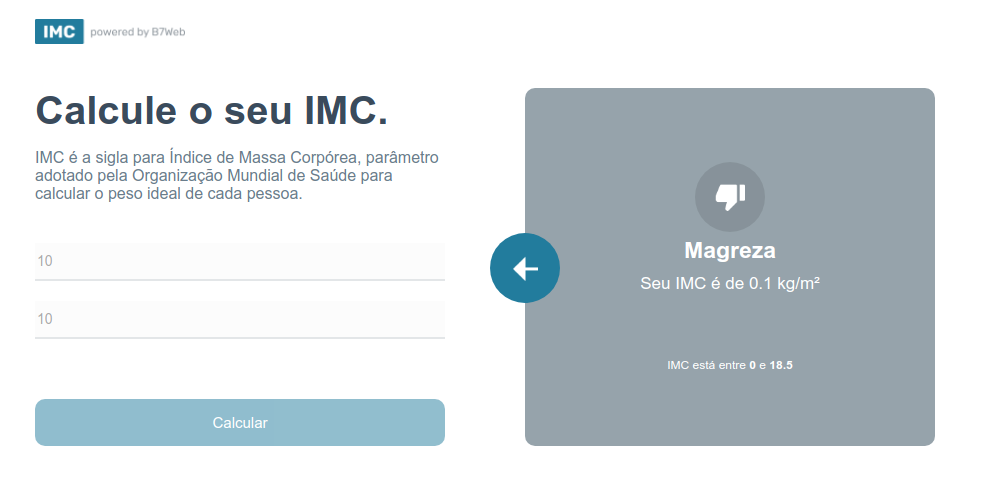 IMC powered by B7Web
Calcule o seu IMC.
IMC é a sigla para Índice de Massa Corpórea, parâmetro
adotado pela Organização Mundial de Saúde para
calcular o peso ideal de cada pessoa.
10
10
Calcular
Magreza
Seu IMC é de 0.1 kg/m²
IMC está entre 0 e 18.5